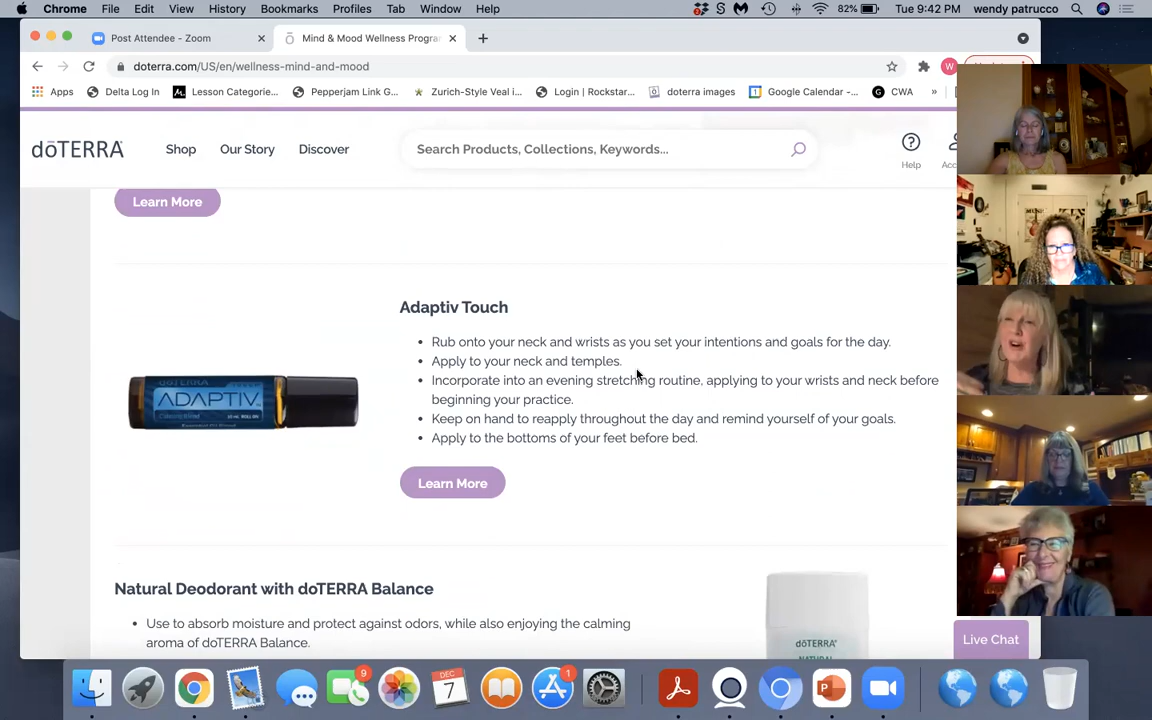 Chrome File Edit View History Bookmarks Profiles Tab Window Help 82% Tue 9:42 PM wendy patrucco
Post Attendee - Zoom Mind & Mood Wellness Progra
doterra.com/US/en/wellness-mind-and-mood W
Apps Delta Log In Lesson Categorie... Pepperjam Link G... Zurich-Style Veal i... Login | Rockstar... doterra images Google Calendar -... CWA »
dōTERRA Shop Our Story Discover Search Products, Collections, Keywords... Help
Learn More
Adaptiv Touch
• Rub onto your neck and wrists as you set your intentions and goals for the day.
• Apply to your neck and temples.
• Incorporate into an evening stretching routine, applying to your wrists and neck before
beginning your practice.
• Keep on hand to reapply throughout the day and remind yourself of your goals.
• Apply to the bottoms of your feet before bed.
dōTERRA
ADAPTIV
Learn More
Natural Deodorant with doTERRA Balance
• Use to absorb moisture and protect against odors, while also enjoying the calming
aroma of doTERRA Balance.
dōTERRA
NATURAL
Live Chat
9
DEC
7
1